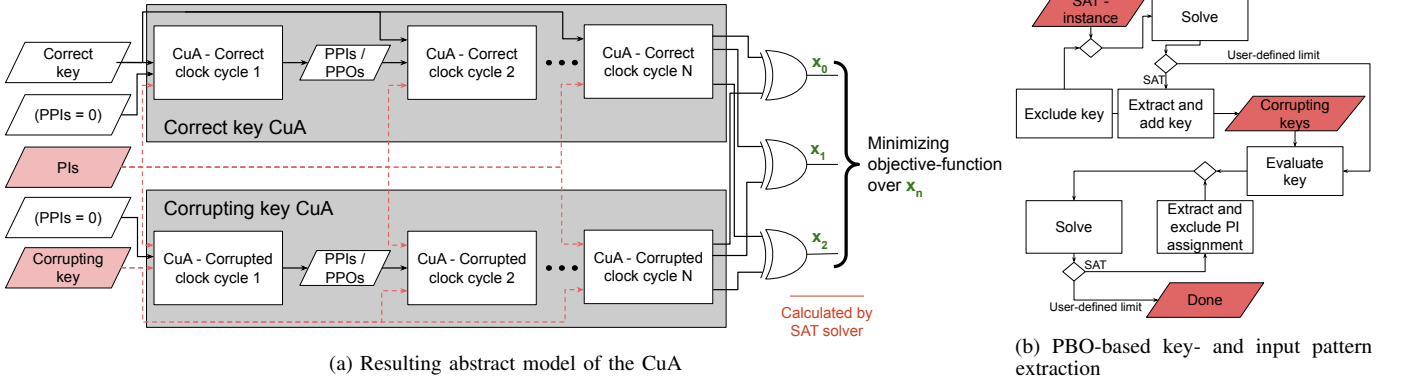 Correct
key
(PPIs = 0)
PIs
(PPIs = 0)
Corrupting
key
CuA - Correct
clock cycle 1
PPIs /
PPOs
CuA - Correct
clock cycle 2
CuA - Correct
clock cycle N
Correct key CuA
Corrupting key CuA
CuA - Corrupted
clock cycle 1
PPIs /
PPOs
CuA - Corrupted
clock cycle 2
CuA - Corrupted
clock cycle N
x0
x1
x2
Minimizing
objective-function
over xn
Calculated by
SAT solver
(a) Resulting abstract model of the CuA
SAT -
instance
Solve
User-defined limit
SAT
Exclude key
Extract and
add key
Corrupting
keys
Evaluate
key
Solve
Extract and
exclude PI
assignment
SAT
User-defined limit
Done
(b) PBO-based key- and input pattern
extraction